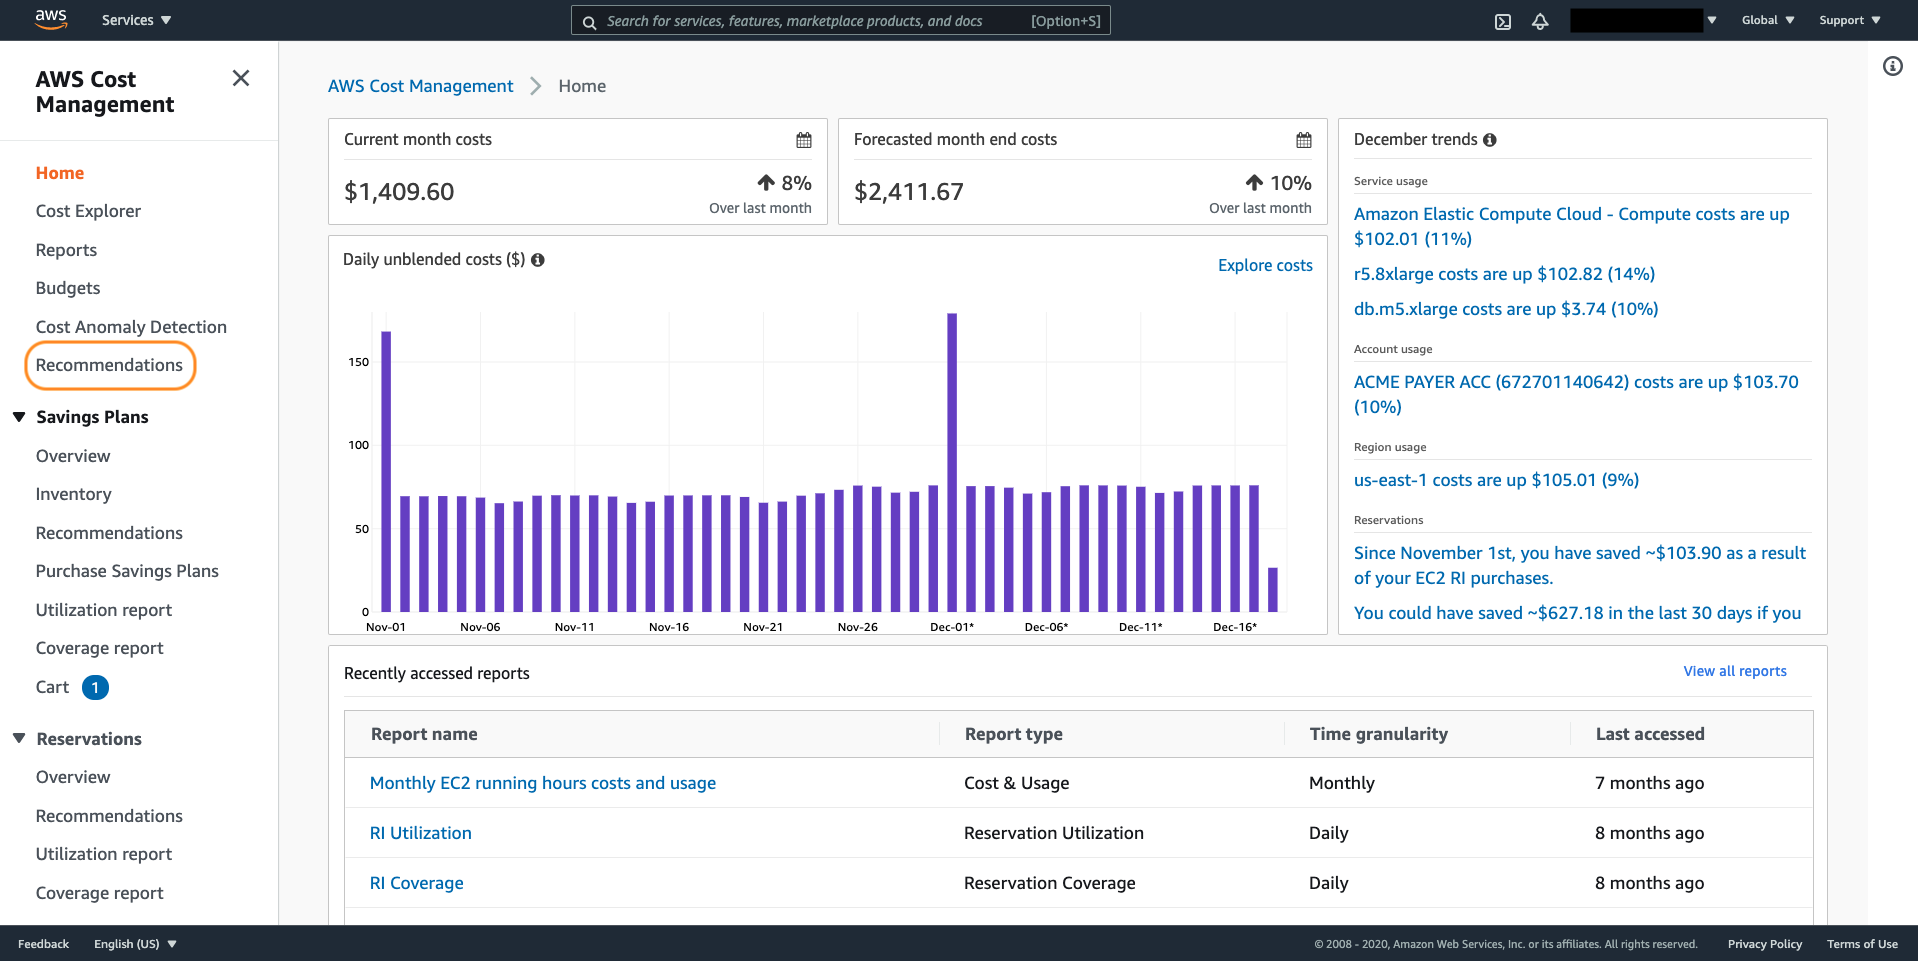 aws
Services
Search for services, features, marketplace products, and docs [Option+S]
Global
Support
AWS Cost
Management
Home
Cost Explorer
Reports
Budgets
Cost Anomaly Detection
Recommendations
Savings Plans
Overview
Inventory
Recommendations
Purchase Savings Plans
Utilization report
Coverage report
Cart 1
Reservations
Overview
Recommendations
Utilization report
Coverage report
AWS Cost Management Home
Current month costs
$1,409.60
8%
Over last month
Forecasted month end costs
$2,411.67
10%
Over last month
Daily unblended costs ($)
Explore costs
150
100
50
0
Nov-01 Nov-06 Nov-11 Nov-16 Nov-21 Nov-26 Dec-01* Dec-06* Dec-11* Dec-16*
December trends
Service usage
Amazon Elastic Compute Cloud - Compute costs are up
$102.01 (11%)
r5.8xlarge costs are up $102.82 (14%)
db.m5.xlarge costs are up $3.74 (10%)
Account usage
ACME PAYER ACC (672701140642) costs are up $103.70
(10%)
Region usage
us-east-1 costs are up $105.01 (9%)
Reservations
Since November 1st, you have saved ~$103.90 as a result
of your EC2 RI purchases.
You could have saved ~$627.18 in the last 30 days if you
Recently accessed reports
View all reports
Report name Report type Time granularity Last accessed
Monthly EC2 running hours costs and usage Cost & Usage Monthly 7 months ago
RI Utilization Reservation Utilization Daily 8 months ago
RI Coverage Reservation Coverage Daily 8 months ago
Feedback English (US)
© 2008 - 2020, Amazon Web Services, Inc. or its affiliates. All rights reserved. Privacy Policy Terms of Use